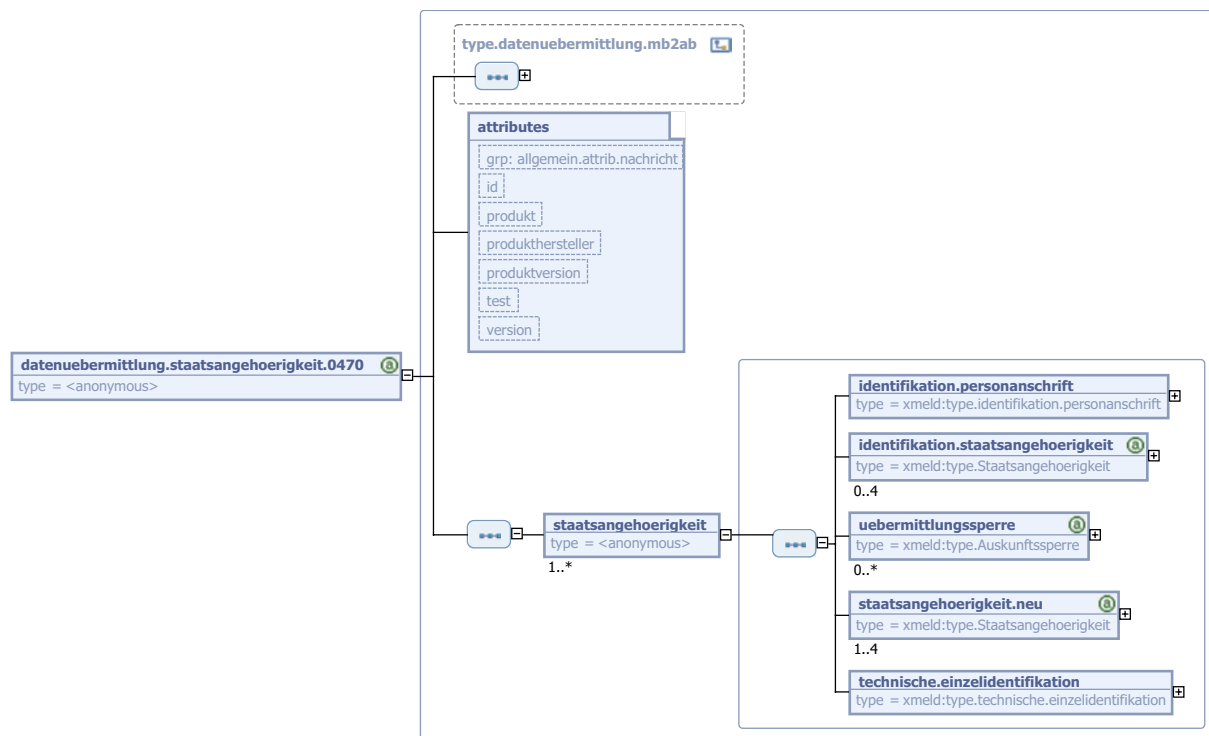 type.datenuebermittlung.mb2ab
attributes
grp: allgemein.attrib.nachricht
id
produkt
produkthersteller
produktversion
test
version
datenuebermittlung.staatsangehoerigkeit.0470
type = <anonymous>
staatsangehoerigkeit
type = <anonymous>
1..*
identifikation.personanschrift
type = xmeld:type.identifikation.personanschrift
identifikation.staatsangehoerigkeit
type = xmeld:type.Staatsangehoerigkeit
0..4
uebermittlungssperre
type = xmeld:type.Auskunftssperre
0..*
staatsangehoerigkeit.neu
type = xmeld:type.Staatsangehoerigkeit
1..4
technische.einzelidentifikation
type = xmeld:type.technische.einzelidentifikation